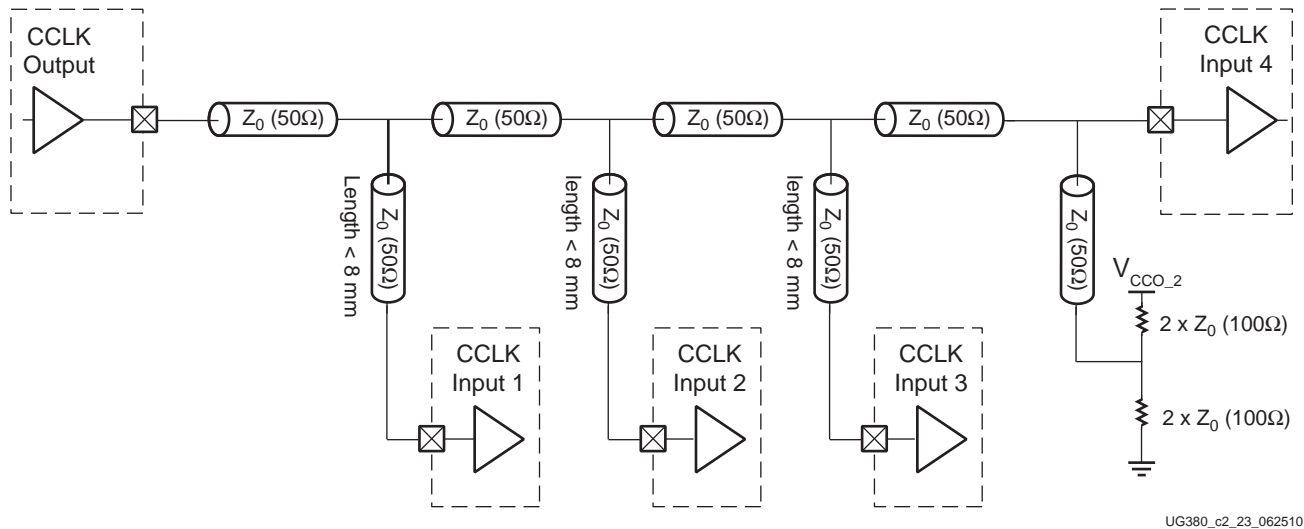 CCLK
Output
CCLK
Input 4
Z0 (50Ω)
Z0 (50Ω)
Z0 (50Ω)
Z0 (50Ω)
Length < 8 mm
Z0 (50Ω)
length < 8 mm
Z0 (50Ω)
length < 8 mm
Z0 (50Ω)
Z0 (50Ω)
VCCO_2
2 x Z0 (100Ω)
2 x Z0 (100Ω)
CCLK
Input 1
CCLK
Input 2
CCLK
Input 3
UG380_c2_23_062510